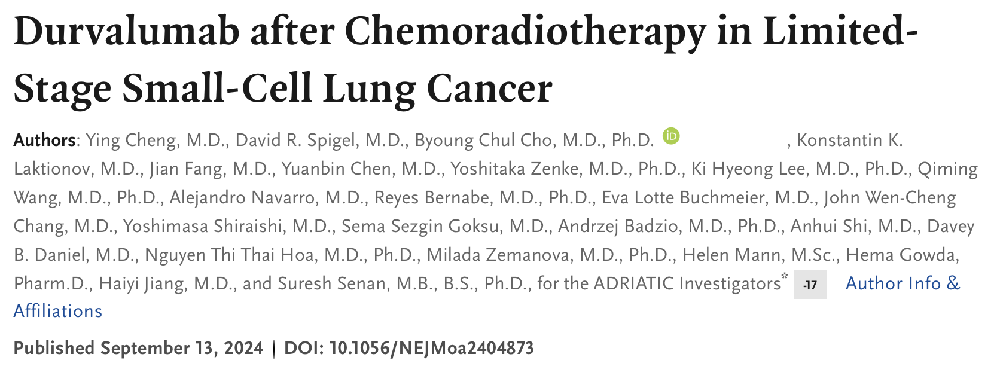 Durvalumab after Chemoradiotherapy in Limited-
Stage Small-Cell Lung Cancer
Authors: Ying Cheng, M.D., David R. Spigel, M.D., Byoung Chul Cho, M.D., Ph.D. iD , Konstantin K.
Laktionov, M.D., Jian Fang, M.D., Yuanbin Chen, M.D., Yoshitaka Zenke, M.D., Ph.D., Ki Hyeong Lee, M.D., Ph.D., Qiming
Wang, M.D., Ph.D., Alejandro Navarro, M.D., Reyes Bernabe, M.D., Ph.D., Eva Lotte Buchmeier, M.D., John Wen-Cheng
Chang, M.D., Yoshimasa Shiraishi, M.D., Sema Sezgin Goksu, M.D., Andrzej Badzio, M.D., Ph.D., Anhui Shi, M.D., Davey
B. Daniel, M.D., Nguyen Thi Thai Hoa, M.D., Ph.D., Milada Zemanova, M.D., Ph.D., Helen Mann, M.Sc., Hema Gowda,
Pharm.D., Haiyi Jiang, M.D., and Suresh Senan, M.B., B.S., Ph.D., for the ADRIATIC Investigators* -17 Author Info &
Affiliations
Published September 13, 2024 | DOI: 10.1056/NEJMoa2404873